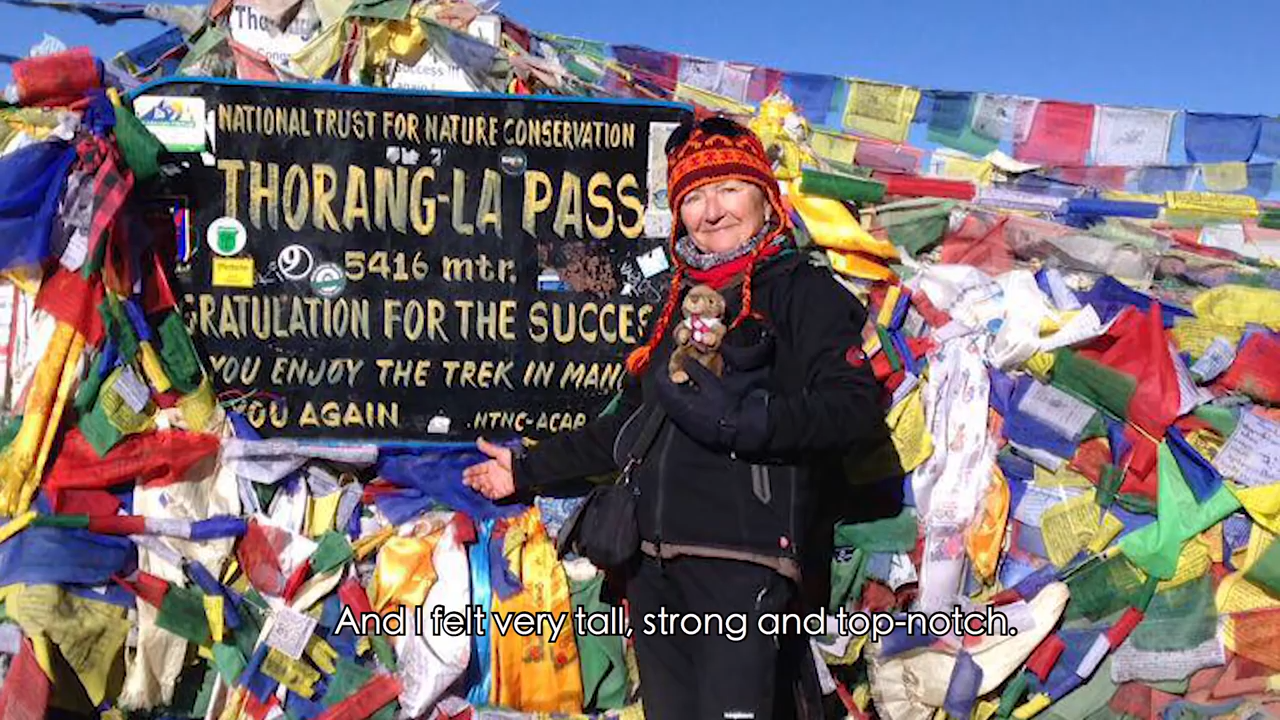 Success !!!
NATIONAL TRUST FOR NATURE CONSERVATION
THORANG-LA PASS
5416 mtr.
GRATULATION FOR THE SUCCES
YOU ENJOY THE TREK IN MAN
YOU AGAIN
.NTNC-ACAP
And I felt very tall, strong and top-notch.